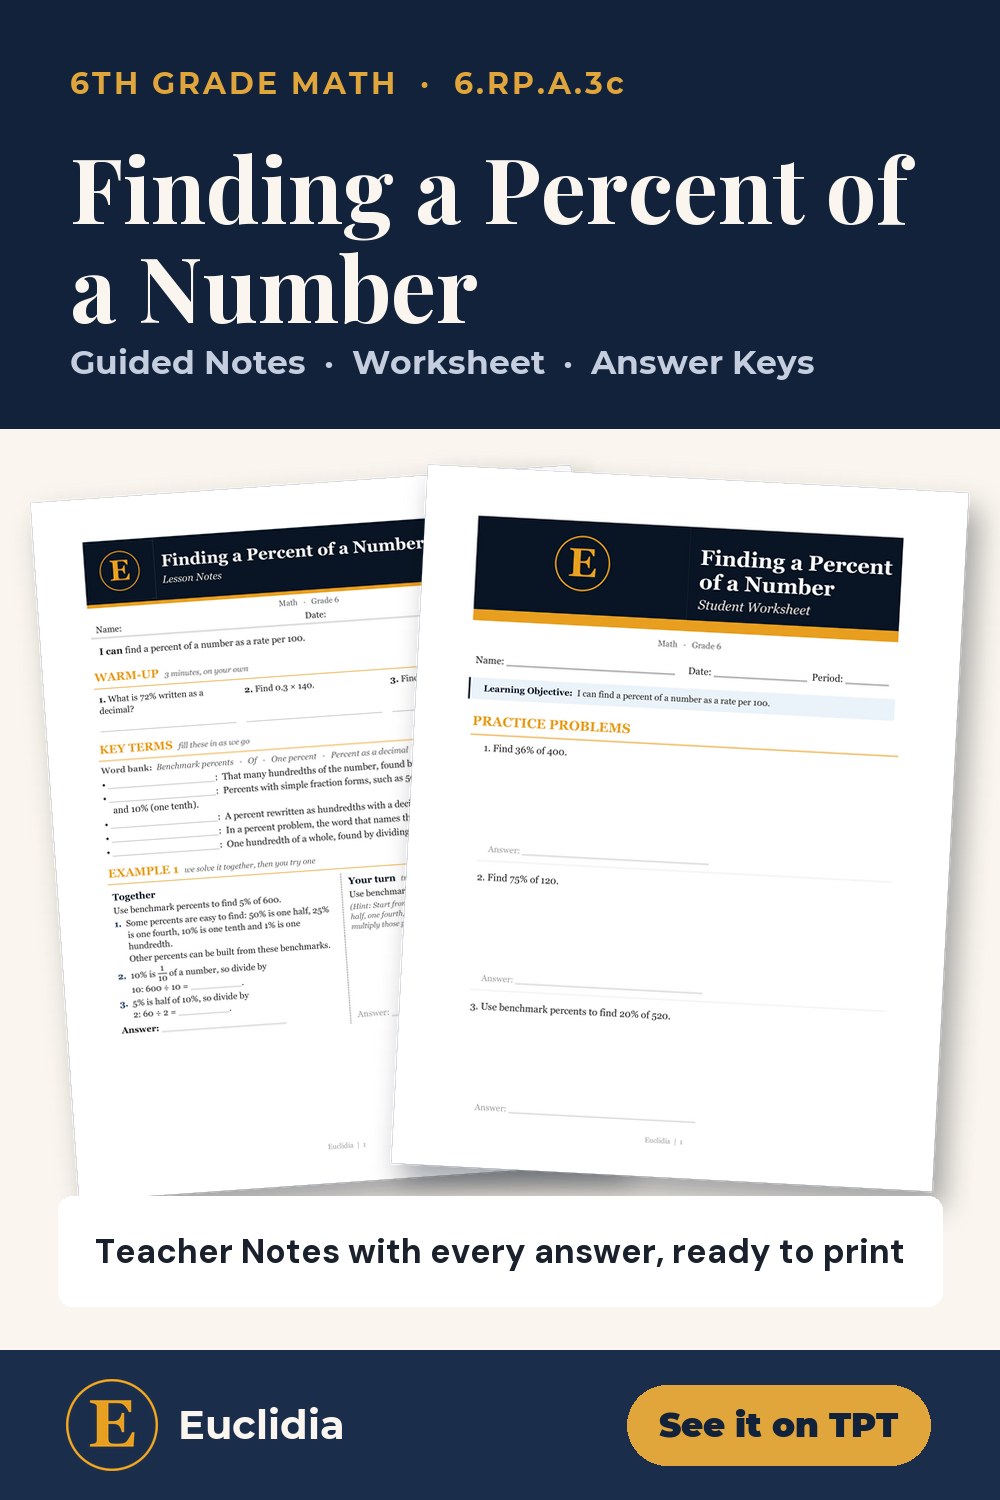 6TH GRADE MATH · 6.RP.A.3c
Finding a Percent of
a Number
Guided Notes · Worksheet · Answer Keys
E
Finding a Percent of a Number
Lesson Notes
Math · Grade 6
Name:
Date:
I can find a percent of a number as a rate per 100.
WARM-UP 3 minutes, on your own
1. What is 72% written as a
decimal?
2. Find 0.3 × 140.
3.
KEY TERMS fill these in as we go
Word bank: Benchmark percents · Of · One percent · Percent as a decimal
• : That many hundredths of the number, found
• : Percents with simple fraction forms, such as
and 10% (one tenth).
• : A percent rewritten as hundredths with a
• : In a percent problem, the word that names
• : One hundredth of a whole, found by dividing
EXAMPLE 1 we solve it together, then you try one
Together
Use benchmark percents to find 5% of 600.
1. Some percents are easy to find: 50% is one half, 25%
is one fourth, 10% is one tenth and 1% is one
hundredth.
Other percents can be built from these benchmarks.
2. 10% is 1/10 of a number, so divide by
10: 600 ÷ 10 = .
3. 5% is half of 10%, so divide by
2: 60 ÷ 2 = .
Answer:
Your turn
Use
(Hint: Start
half, one fourth,
multiply those
Answer:
Euclidia | 1
E
Finding a Percent
of a Number
Student Worksheet
Math · Grade 6
Name: Date: Period:
Learning Objective: I can find a percent of a number as a rate per 100.
PRACTICE PROBLEMS
1. Find 36% of 400.
Answer:
2. Find 75% of 120.
Answer:
3. Use benchmark percents to find 20% of 520.
Answer:
Euclidia | 1
Teacher Notes with every answer, ready to print
E
Euclidia
See it on TPT